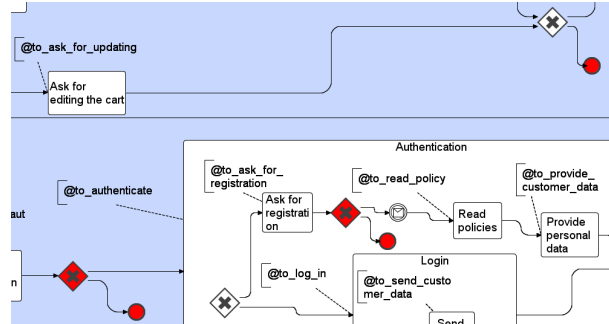 @to_ask_for_updating
Ask for
editing the cart
Authentication
@to_ask_for_
registration
@to_read_policy
@to_provide_
customer_data
@to_authenticate
Ask for
registrati
on
Read
policies
Provide
personal
data
aut
n
Login
@to_log_in
@to_send_custo
mer_data
Send